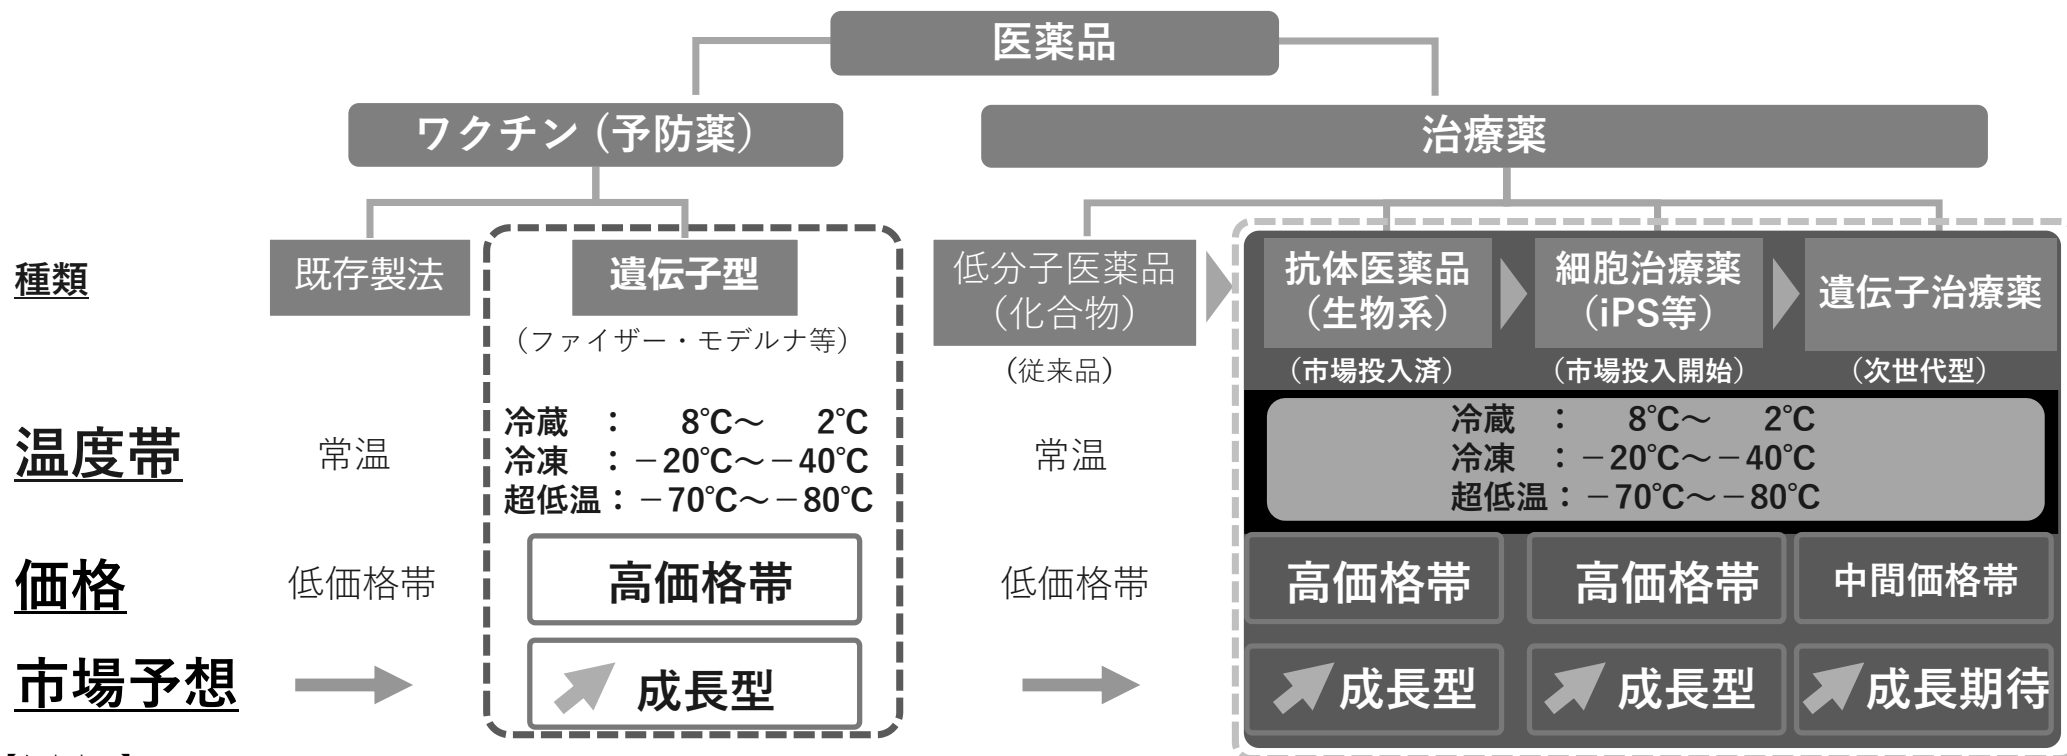 医薬品
ワクチン（予防薬）
治療薬
種類
既存製法
遺伝子型
（ファイザー・モデルナ等）
低分子医薬品
（化合物）
（従来品）
抗体医薬品
（生物系）
（市場投入済）
細胞治療薬
（iPS等）
（市場投入開始）
遺伝子治療薬
（次世代型）
温度帯
常温
冷蔵　：　8℃～　2℃
冷凍　：－20℃～－40℃
超低温：－70℃～－80℃
常温
冷蔵　：　8℃～　2℃
冷凍　：－20℃～－40℃
超低温：－70℃～－80℃
価格
低価格帯
高価格帯
低価格帯
高価格帯
高価格帯
中間価格帯
市場予想
成長型
成長型
成長型
成長期待